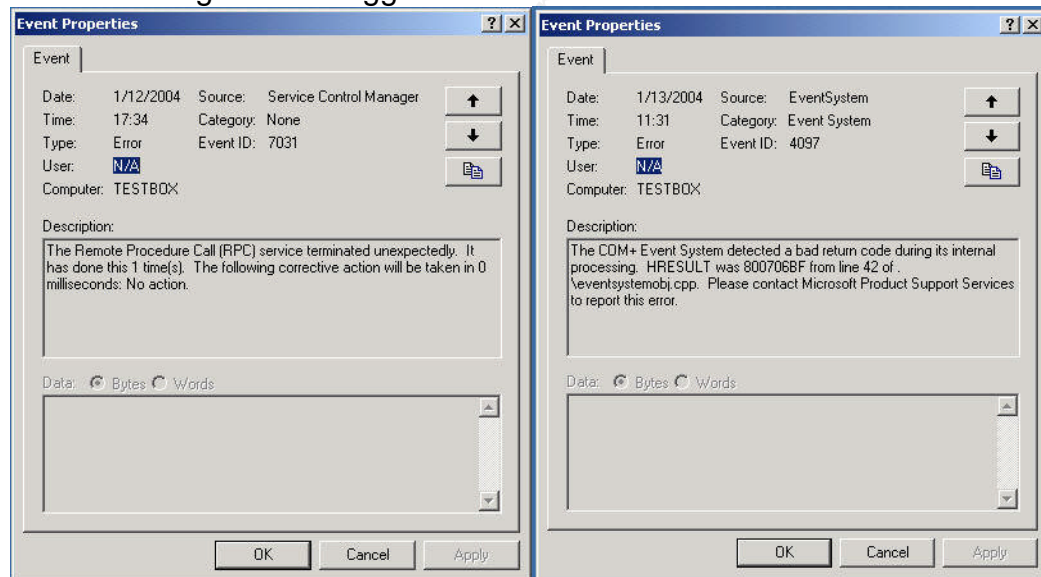 Event Properties
Event
Date: 1/12/2004 Source: Service Control Manager
Time: 17:34 Category: None
Type: Error Event ID: 7031
User: N/A
Computer: TESTBOX
Description:
The Remote Procedure Call (RPC) service terminated unexpectedly. It
has done this 1 time(s). The following corrective action will be taken in 0
milliseconds: No action.
Data: Bytes Words
OK Cancel Apply
Event Properties
Event
Date: 1/13/2004 Source: EventSystem
Time: 11:31 Category: Event System
Type: Error Event ID: 4097
User: N/A
Computer: TESTBOX
Description:
The COM+ Event System detected a bad return code during its internal
processing. HRESULT was 800706BF from line 42 of .
\eventsystemobj.cpp. Please contact Microsoft Product Support Services
to report this error.
Data: Bytes Words
OK Cancel Apply